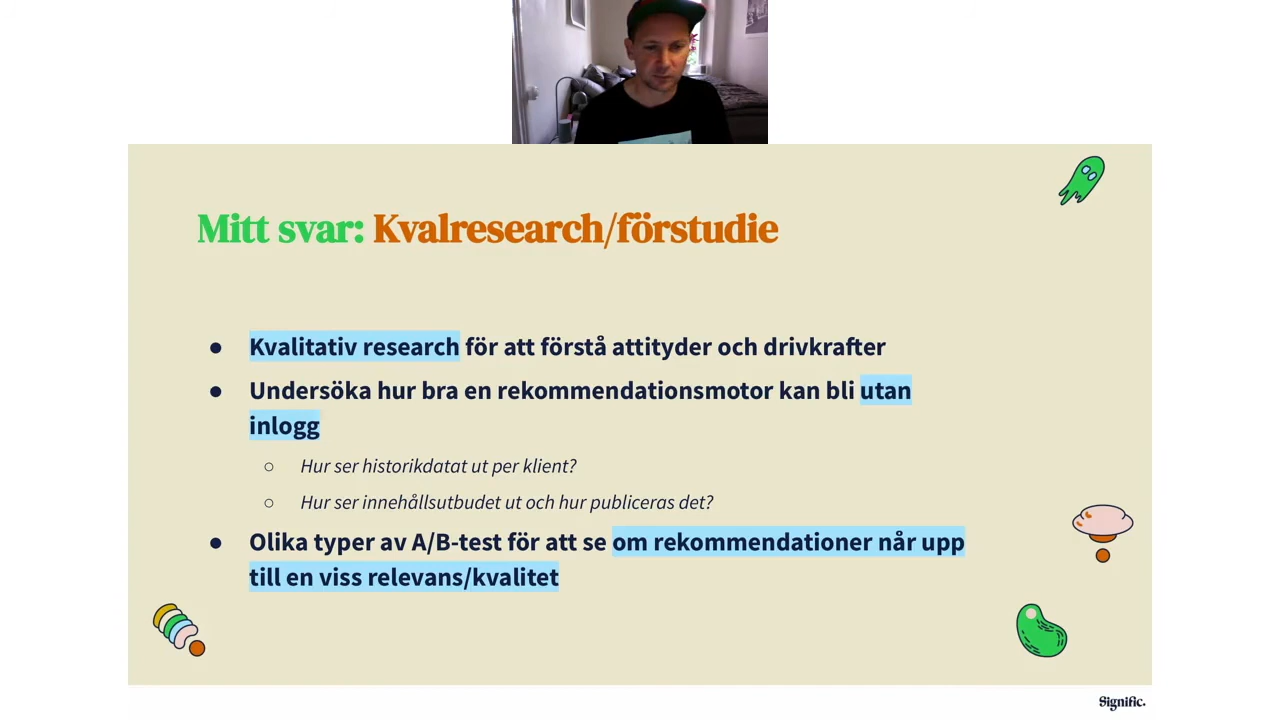 Mitt svar: Kvalresearch/förstudie
● Kvalitativ research för att förstå attityder och drivkrafter
● Undersöka hur bra en rekommendationsmotor kan bli utan
inlogg
○ Hur ser historikdatat ut per klient?
○ Hur ser innehållsutbudet ut och hur publiceras det?
● Olika typer av A/B-test för att se om rekommendationer når upp
till en viss relevans/kvalitet
Signific.